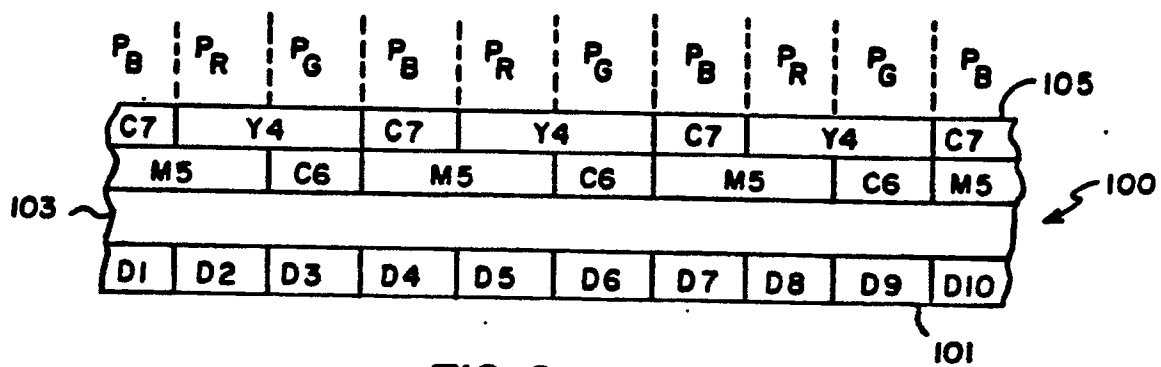 PB PR PG PB PR PG PB PR PG PB
105
C7 Y4 C7 Y4 C7 Y4 C7
M5 C6 M5 C6 M5 C6 M5
100
103
D1 D2 D3 D4 D5 D6 D7 D8 D9 D10
101